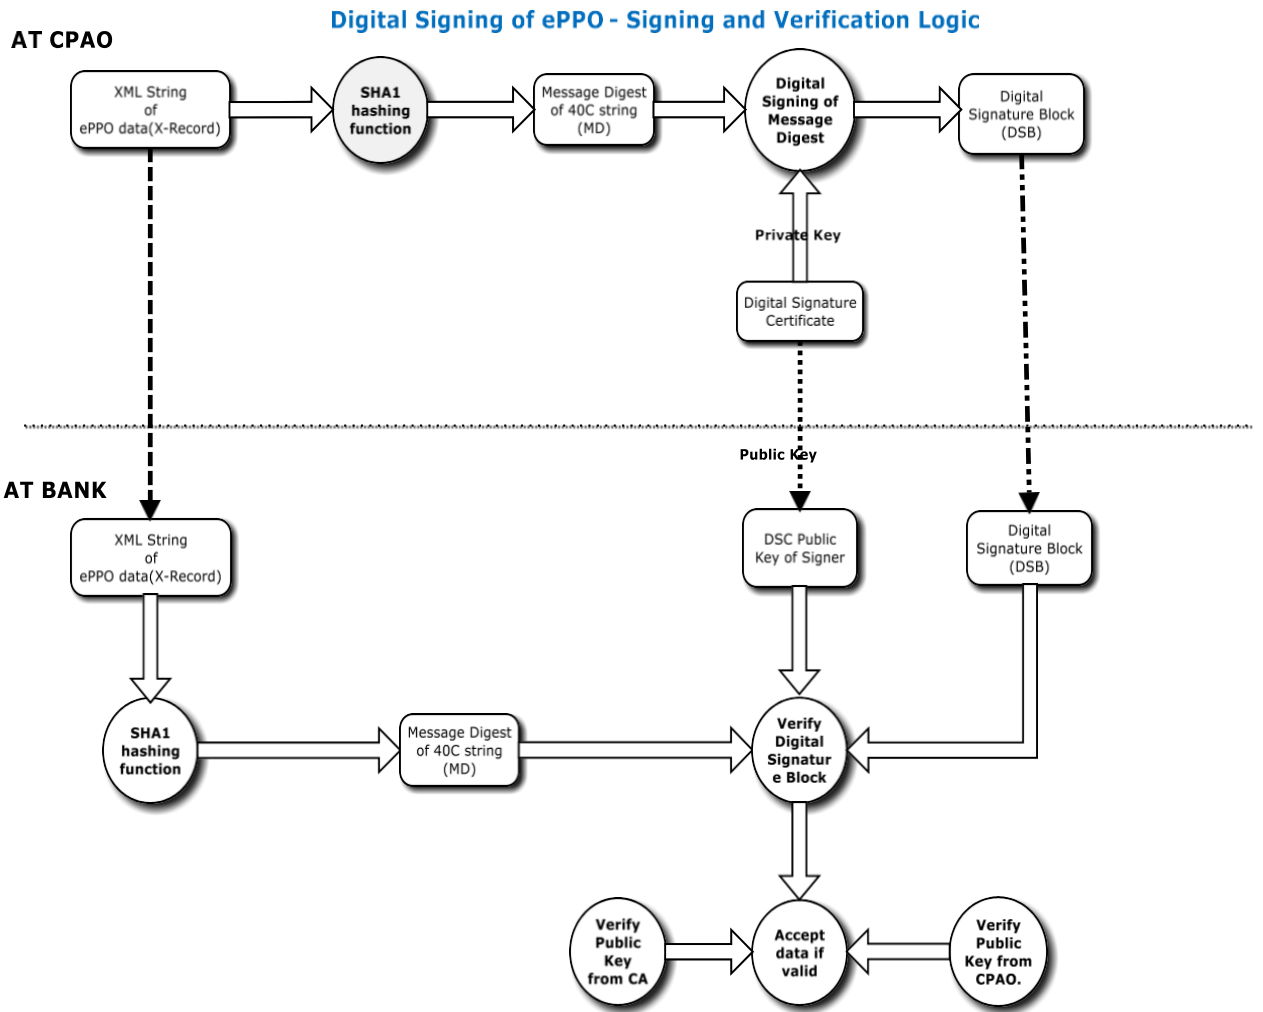 Digital Signing of ePPO - Signing and Verification Logic
AT CPAO
XML String
of
ePPO data(X-Record)
SHA1
hashing
function
Message Digest
of 40C string
(MD)
Digital
Signing of
Message
Digest
Digital
Signature Block
(DSB)
Private Key
Digital Signature
Certificate
Public Key
AT BANK
XML String
of
ePPO data(X-Record)
DSC Public
Key of Signer
Digital
Signature Block
(DSB)
SHA1
hashing
function
Message Digest
of 40C string
(MD)
Verify
Digital
Signatur
e Block
Verify
Public
Key
from CA
Accept
data if
valid
Verify
Public
Key from
CPAO.